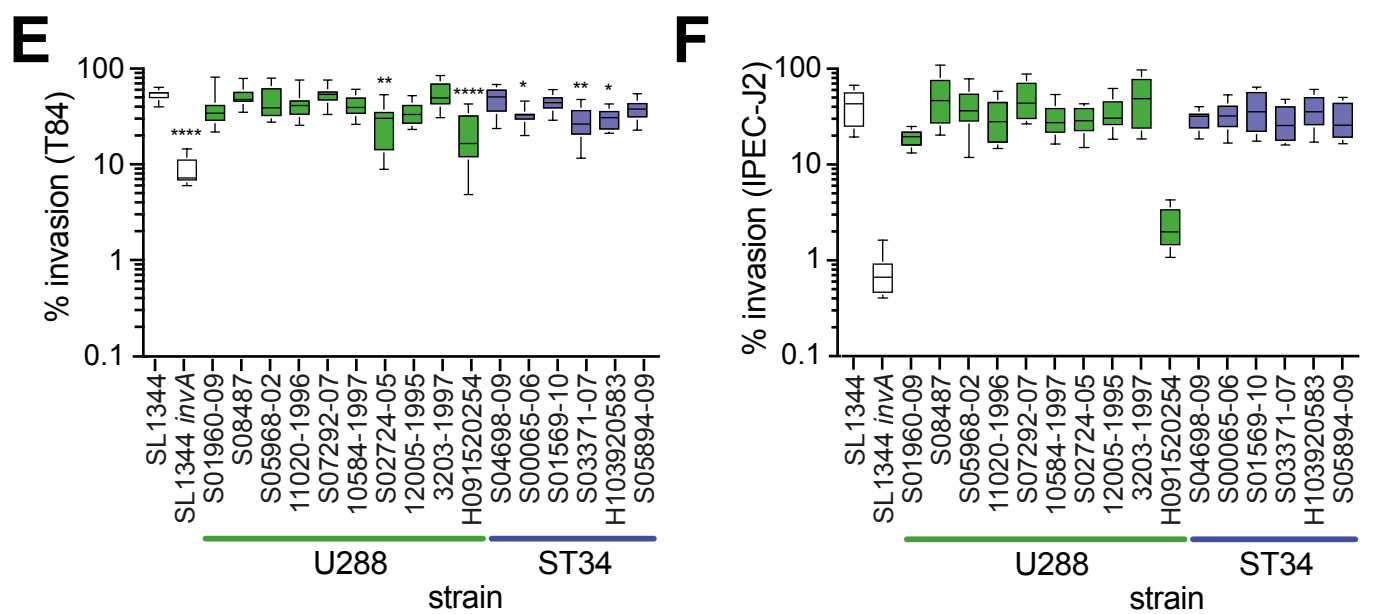 E
% invasion (T84)
100
10
1
0.1
****
**
****
*
**
*
SL1344
SL1344 invA
S01960-09
S08487
S05968-02
11020-1996
S07292-07
10584-1997
S02724-05
12005-1995
3203-1997
H091520254
S04698-09
S00065-06
S01569-10
S03371-07
H103920583
S05894-09
U288
ST34
strain
F
% invasion (IPEC-J2)
100
10
1
0.1
SL1344
SL1344 invA
S01960-09
S08487
S05968-02
11020-1996
S07292-07
10584-1997
S02724-05
12005-1995
3203-1997
H091520254
S04698-09
S00065-06
S01569-10
S03371-07
H103920583
S05894-09
U288
ST34
strain